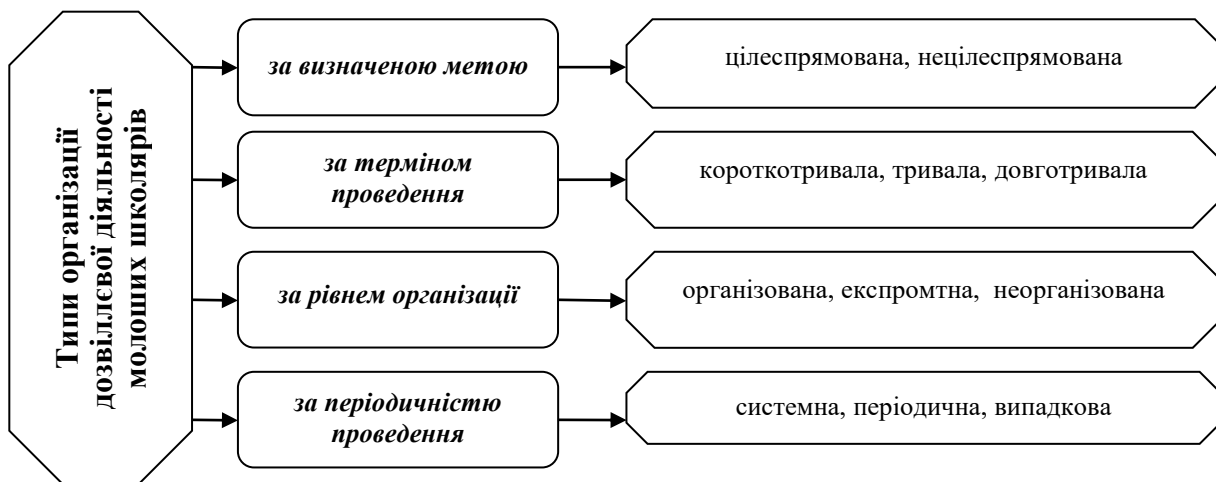 Типи організації
дозвіллєвої діяльності
молоших школярів
за визначеною метою
цілеспрямована, нецілеспрямована
за терміном
проведення
короткотривала, тривала, довготривала
за рівнем організації
організована, експромтна, неорганізована
за періодичністю
проведення
системна, періодична, випадкова